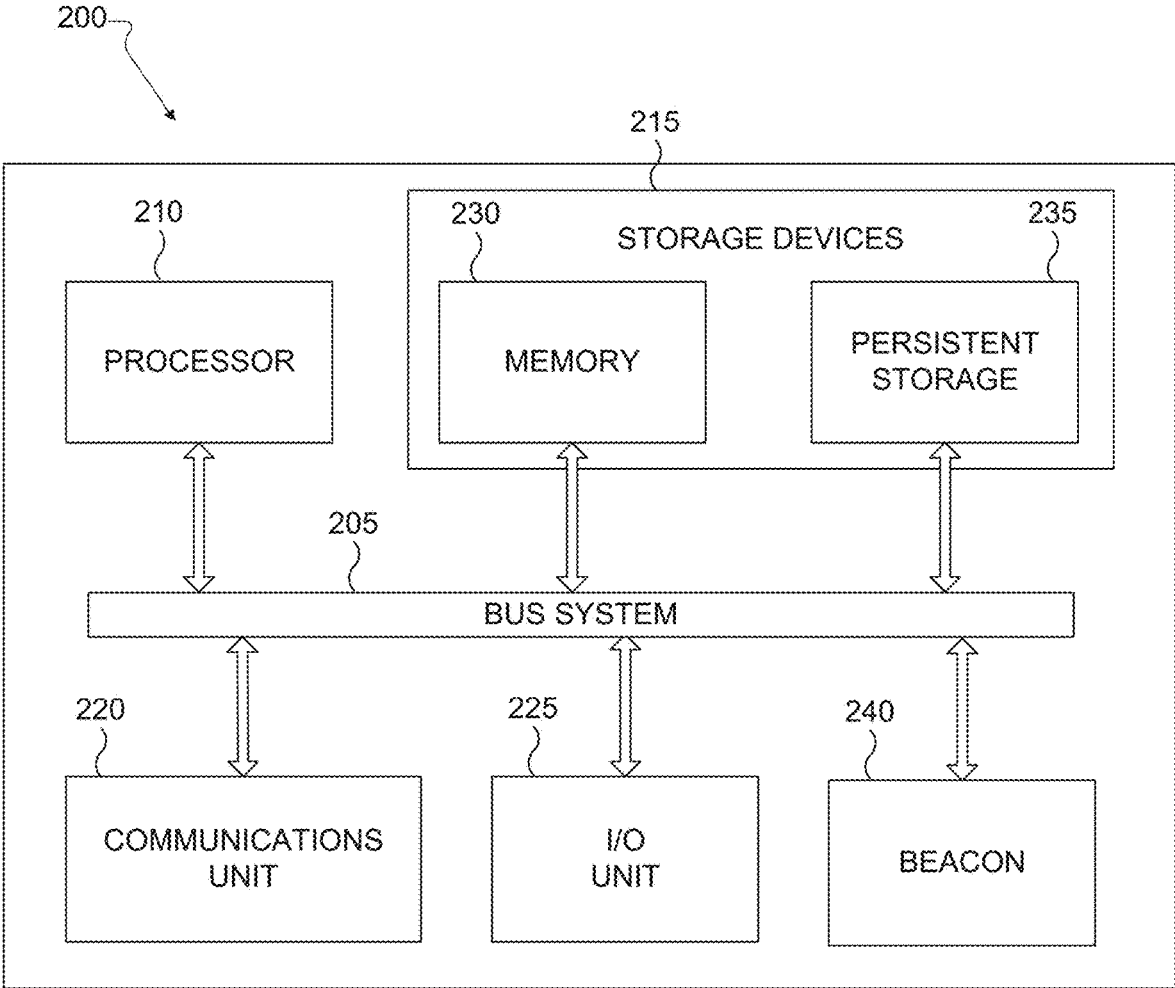 200
215
210
230
235
STORAGE DEVICES
PROCESSOR
MEMORY
PERSISTENT
STORAGE
205
BUS SYSTEM
220
225
240
COMMUNICATIONS
UNIT
I/O
UNIT
BEACON